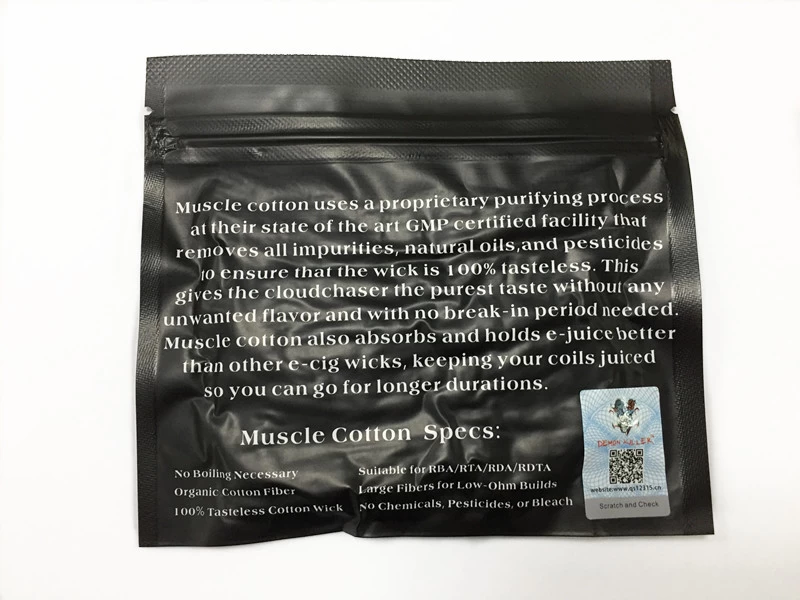 Muscle cotton uses a proprietary purifying process
at their state of the art GMP certified facility that
removes all impurities, natural oils,and pesticides
to ensure that the wick is 100% tasteless. This
gives the cloudchaser the purest taste without any
unwanted flavor and with no break-in period needed.
Muscle cotton also absorbs and holds e-juice better
than other e-cig wicks, keeping your coils juiced
so you can go for longer durations.
Muscle Cotton Specs:
No Boiling Necessary
Organic Cotton Fiber
100% Tasteless Cotton Wick
Suitable for RBA/RTA/RDA/RDTA
Large Fibers for Low-Ohm Builds
No Chemicals, Pesticides, or Bleach
DEMON KILLER
website:www.qs12315.cn
Scratch and Check